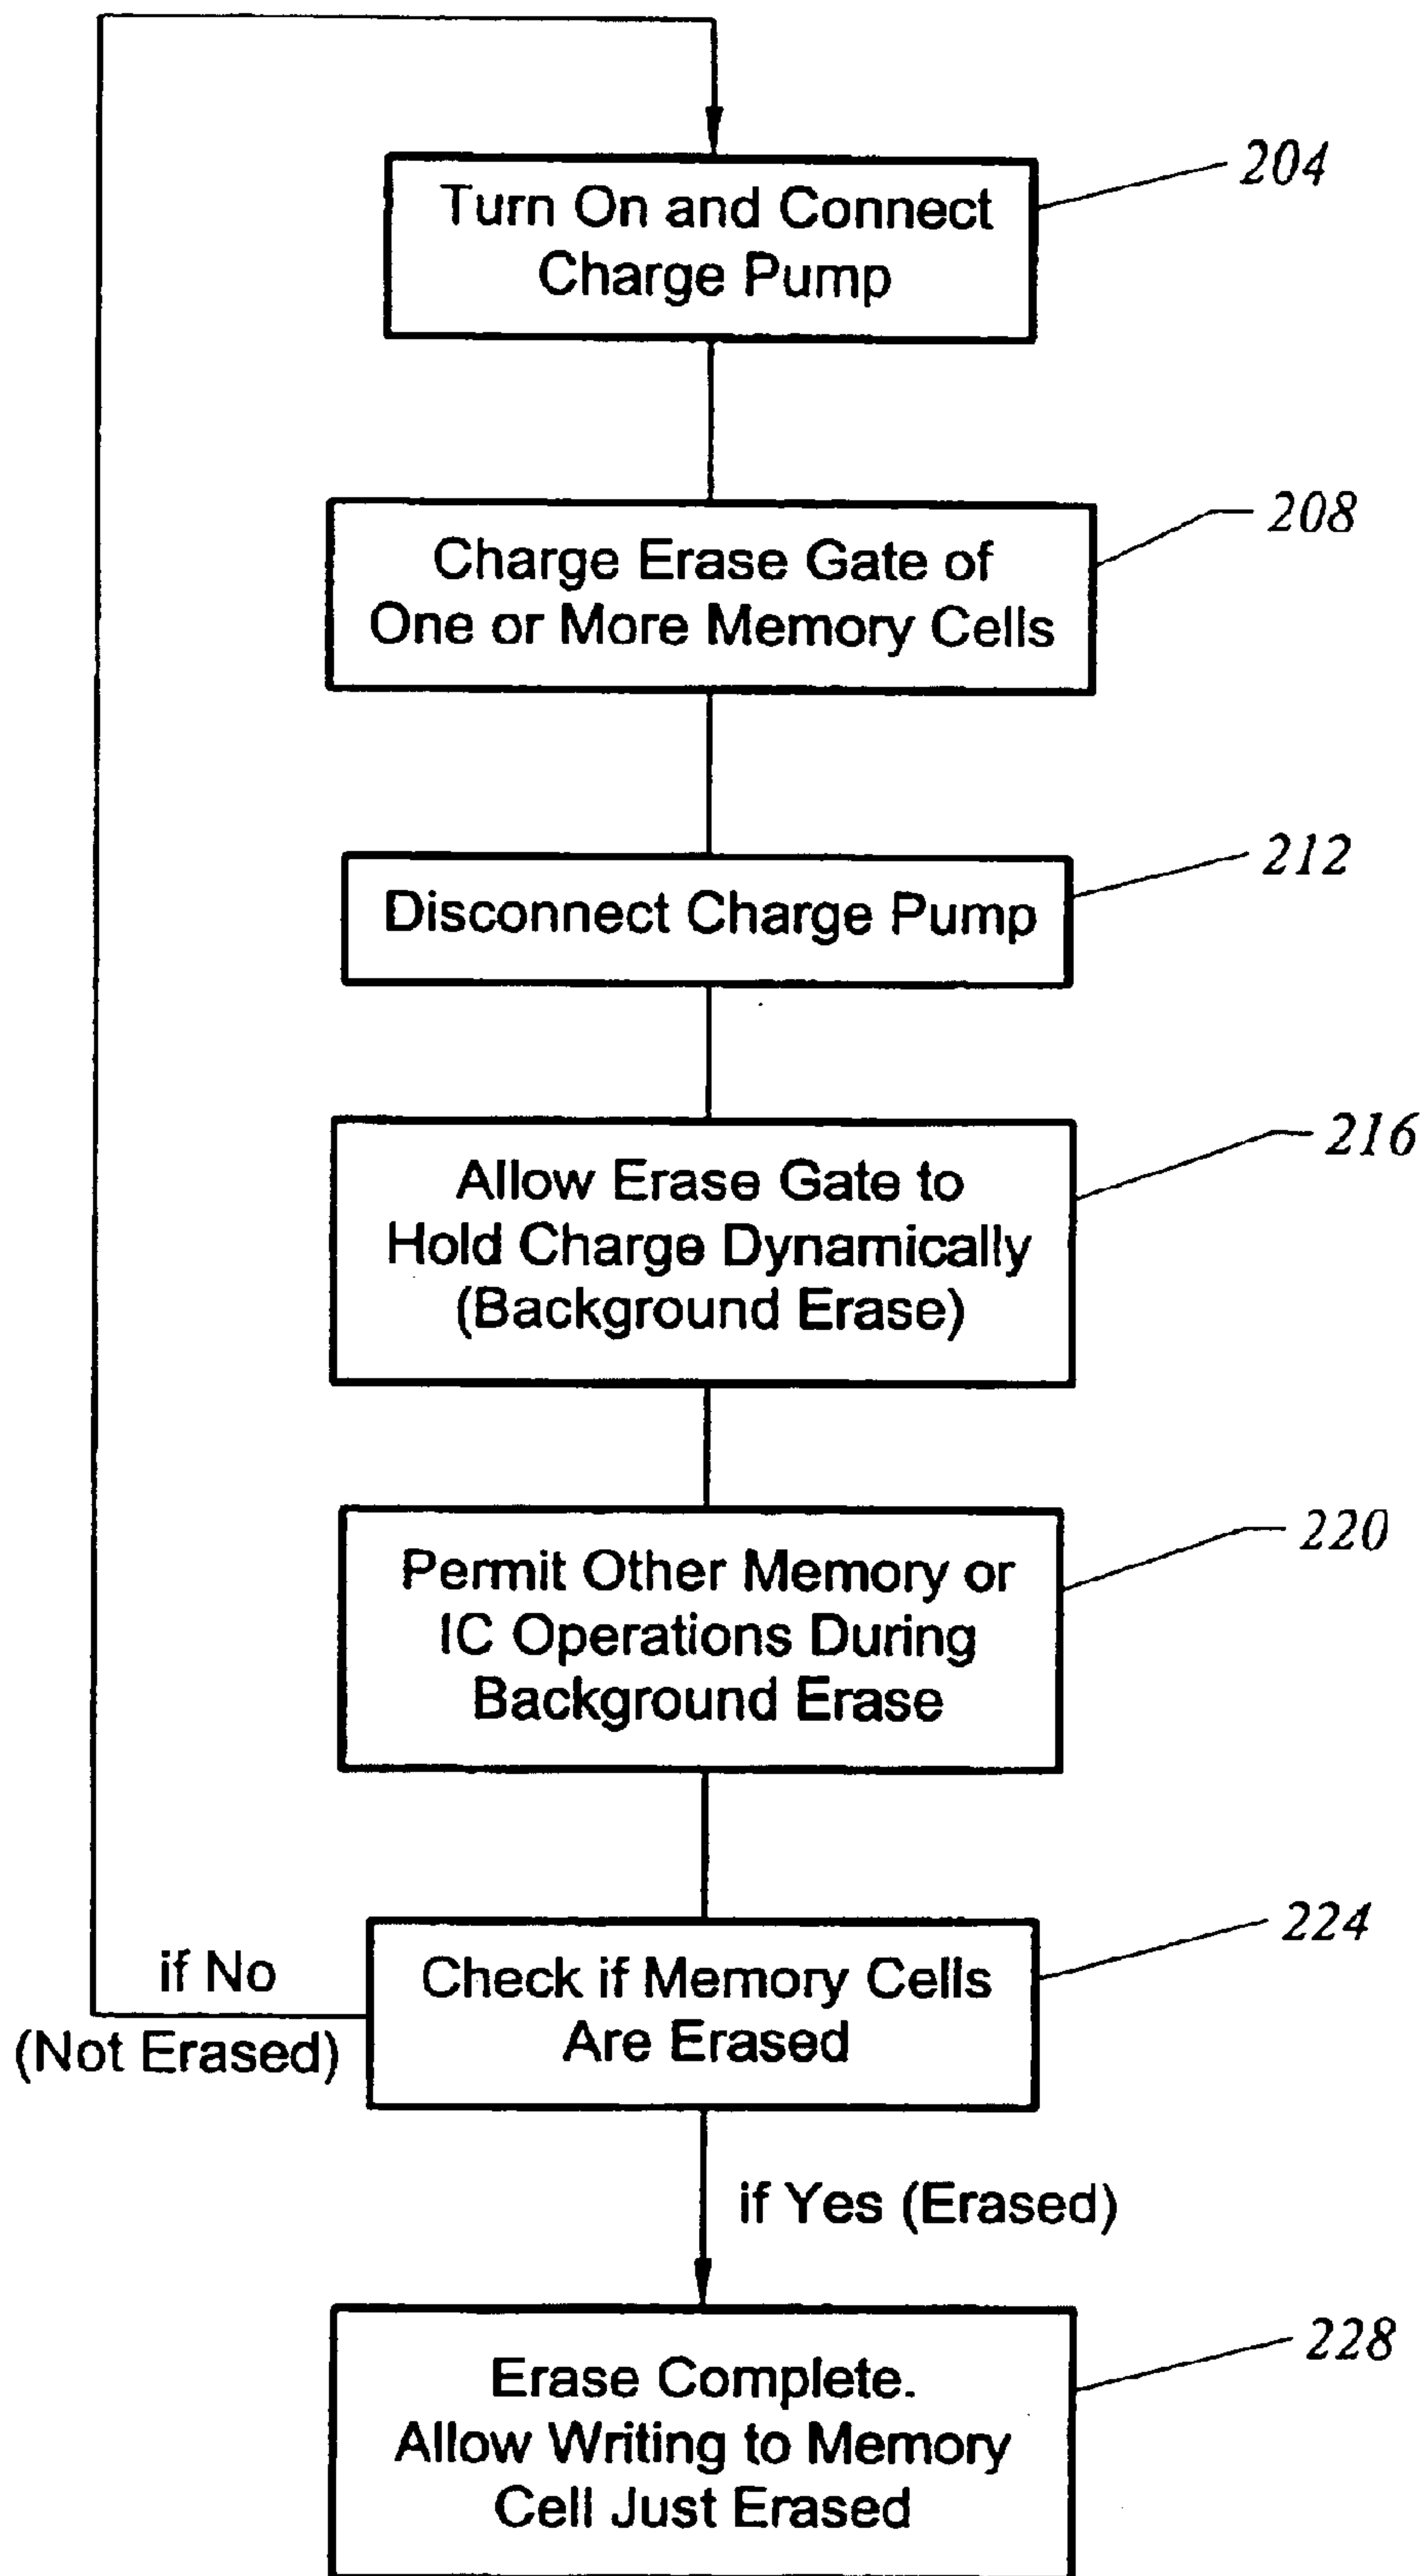 204
Turn On and Connect
Charge Pump
208
Charge Erase Gate of
One or More Memory Cells
212
Disconnect Charge Pump
216
Allow Erase Gate to
Hold Charge Dynamically
(Background Erase)
220
Permit Other Memory or
IC Operations During
Background Erase
224
Check if Memory Cells
Are Erased
if No
(Not Erased)
if Yes (Erased)
228
Erase Complete.
Allow Writing to Memory
Cell Just Erased